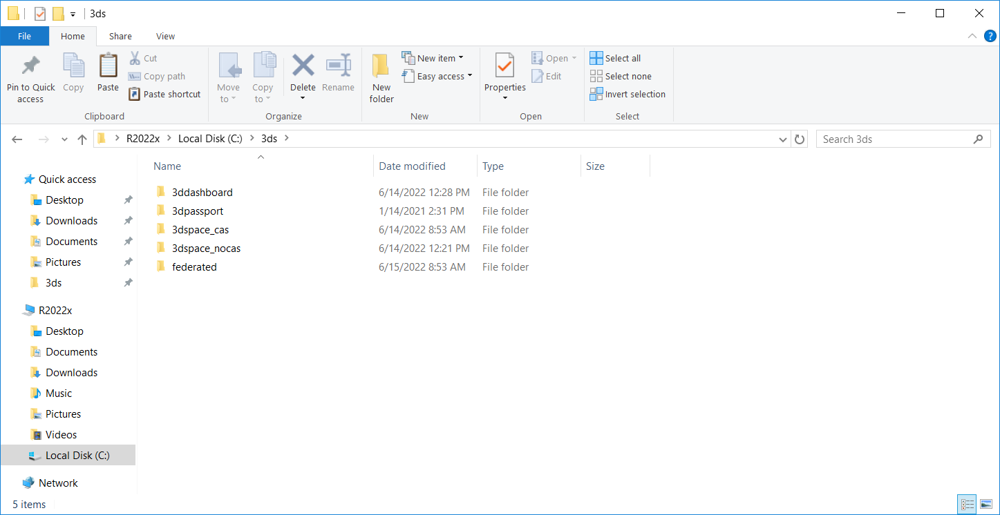 3ds
File Home Share View
Pin to Quick access
Copy
Paste
Cut
Copy path
Paste shortcut
Clipboard
Move to
Copy to
Delete
Rename
Organize
New folder
New item
Easy access
New
Properties
Open
Edit
Open
Select all
Select none
Invert selection
Select
R2022x Local Disk (C:) 3ds
Search 3ds
Quick access
Desktop
Downloads
Documents
Pictures
3ds
R2022x
Desktop
Documents
Downloads
Music
Pictures
Videos
Local Disk (C:)
Network
Name Date modified Type Size
3ddashboard 6/14/2022 12:28 PM File folder
3dpassport 1/14/2021 2:31 PM File folder
3dspace_cas 6/14/2022 8:53 AM File folder
3dspace_nocas 6/14/2022 12:21 PM File folder
federated 6/15/2022 8:53 AM File folder
5 items